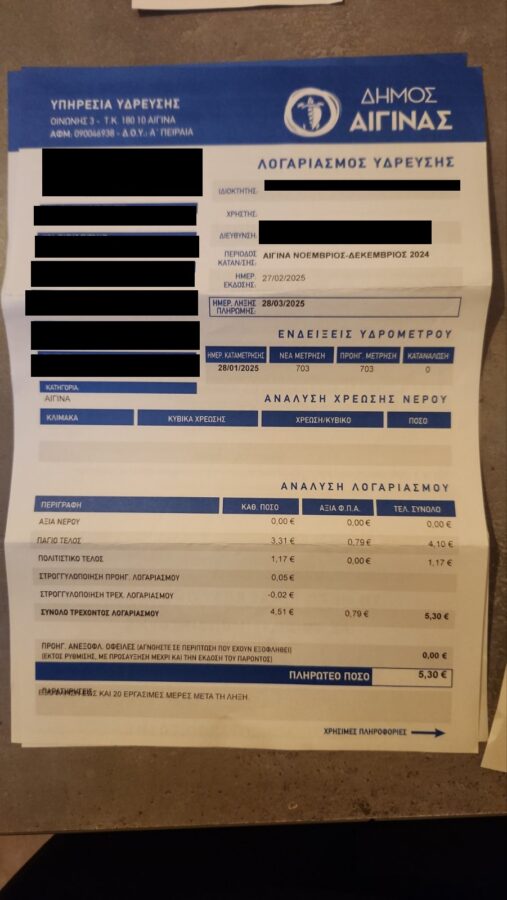 ΥΠΗΡΕΣΙΑ ΥΔΡΕΥΣΗΣ
ΟΙΝΩΝΗΣ 3 - Τ.Κ. 180 10 ΑΙΓΙΝΑ
ΑΦΜ: 090046938 - Δ.Ο.Υ.: Α' ΠΕΙΡΑΙΑ
ΔΗΜΟΣ
ΑΙΓΙΝΑΣ
ΛΟΓΑΡΙΑΣΜΟΣ ΥΔΡΕΥΣΗΣ
ΙΔΙΟΚΤΗΤΗΣ:
ΧΡΗΣΤΗΣ:
ΔΙΕΥΘΥΝΣΗ:
ΠΕΡΙΟΔΟΣ ΚΑΤΑΝ/ΣΗΣ: ΑΙΓΙΝΑ ΝΟΕΜΒΡΙΟΣ-ΔΕΚΕΜΒΡΙΟΣ 2024
ΗΜΕΡ. ΕΚΔΟΣΗΣ: 27/02/2025
ΗΜΕΡ. ΛΗΞΗΣ ΠΛΗΡΩΜΗΣ: 28/03/2025
ΕΝΔΕΙΞΕΙΣ ΥΔΡΟΜΕΤΡΟΥ
ΗΜΕΡ. ΚΑΤΑΜΕΤΡΗΣΗΣ ΝΕΑ ΜΕΤΡΗΣΗ ΠΡΟΗΓ. ΜΕΤΡΗΣΗ ΚΑΤΑΝΑΛΩΣΗ
28/01/2025 703 703 0
ΚΑΤΗΓΟΡΙΑ:
ΑΙΓΙΝΑ
ΑΝΑΛΥΣΗ ΧΡΕΩΣΗΣ ΝΕΡΟΥ
ΚΛΙΜΑΚΑ ΚΥΒΙΚΑ ΧΡΕΩΣΗΣ ΧΡΕΩΣΗ/ΚΥΒΙΚΟ ΠΟΣΟ
ΑΝΑΛΥΣΗ ΛΟΓΑΡΙΑΣΜΟΥ
ΠΕΡΙΓΡΑΦΗ ΚΑΘ. ΠΟΣΟ ΑΞΙΑ Φ.Π.Α. ΤΕΛ. ΣΥΝΟΛΟ
ΑΞΙΑ ΝΕΡΟΥ 0,00 € 0,00 € 0,00 €
ΠΑΓΙΟ ΤΕΛΟΣ 3,31 € 0,79 € 4,10 €
ΠΟΛΙΤΙΣΤΙΚΟ ΤΕΛΟΣ 1,17 € 0,00 € 1,17 €
ΣΤΡΟΓΓΥΛΟΠΟΙΗΣΗ ΠΡΟΗΓ. ΛΟΓΑΡΙΑΣΜΟΥ 0,05 €
ΣΤΡΟΓΓΥΛΟΠΟΙΗΣΗ ΤΡΕΧ. ΛΟΓΑΡΙΑΣΜΟΥ -0,02 €
ΣΥΝΟΛΟ ΤΡΕΧΟΝΤΟΣ ΛΟΓΑΡΙΑΣΜΟΥ 4,51 € 0,79 € 5,30 €
ΠΡΟΗΓ. ΑΝΕΞΟΦΛ. ΟΦΕΙΛΕΣ (ΑΓΝΟΗΣΤΕ ΣΕ ΠΕΡΙΠΤΩΣΗ ΠΟΥ ΕΧΟΥΝ ΕΞΟΦΛΗΘΕΙ) 0,00 €
(ΕΚΤΟΣ ΡΥΘΜΙΣΗΣ, ΜΕ ΠΡΟΣΑΥΞΗΣΗ ΜΕΧΡΙ ΚΑΙ ΤΗΝ ΕΚΔΟΣΗ ΤΟΥ ΠΑΡΟΝΤΟΣ)
ΠΛΗΡΩΤΕΟ ΠΟΣΟ 5,30 €
ΠΑΡΑΤΗΡΗΣΕΙΣ:
ΕΩΣ ΚΑΙ 20 ΕΡΓΑΣΙΜΕΣ ΜΕΡΕΣ ΜΕΤΑ ΤΗ ΛΗΞΗ.
ΧΡΗΣΙΜΕΣ ΠΛΗΡΟΦΟΡΙΕΣ